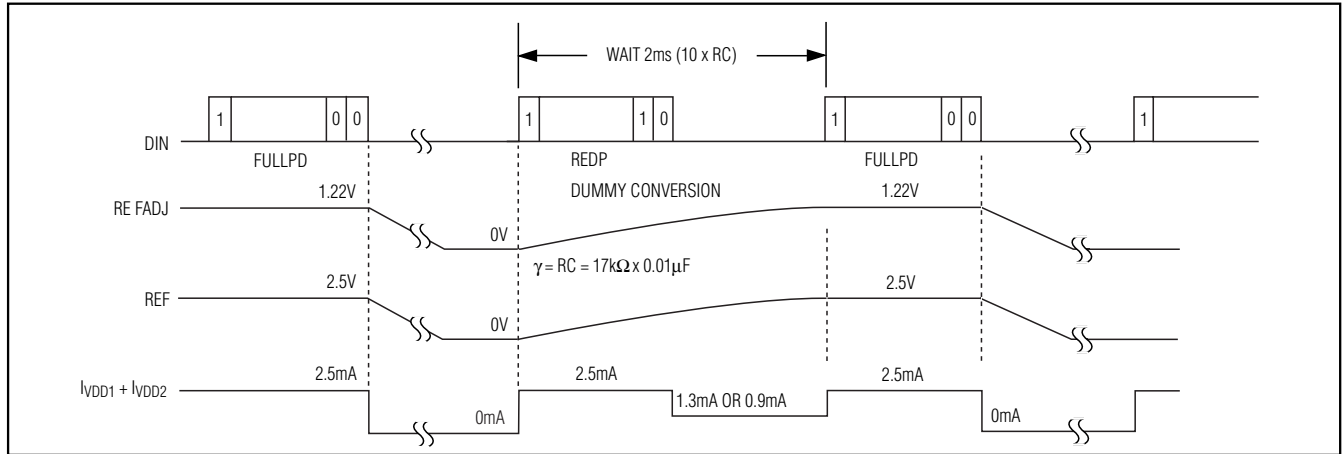 WAIT 2ms (10 x RC)
DIN 1 0 0 1 1 0 1 0 0 1
FULLPD REDP FULLPD
DUMMY CONVERSION
RE FADJ 1.22V 0V 1.22V
γ = RC = 17kΩ x 0.01μF
REF 2.5V 0V 2.5V
IVDD1 + IVDD2 2.5mA 0mA 2.5mA 1.3mA OR 0.9mA 2.5mA 0mA